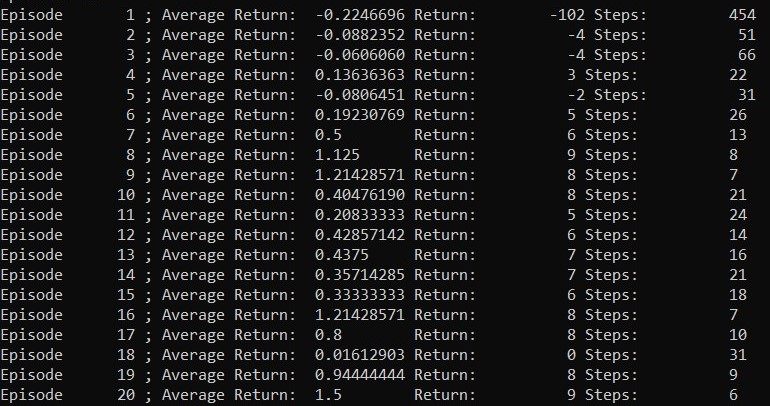 Episode 1 ; Average Return: -0.2246696 Return: -102 Steps: 454
Episode 2 ; Average Return: -0.0882352 Return: -4 Steps: 51
Episode 3 ; Average Return: -0.0606060 Return: -4 Steps: 66
Episode 4 ; Average Return: 0.13636363 Return: 3 Steps: 22
Episode 5 ; Average Return: -0.0806451 Return: -2 Steps: 31
Episode 6 ; Average Return: 0.19230769 Return: 5 Steps: 26
Episode 7 ; Average Return: 0.5 Return: 6 Steps: 13
Episode 8 ; Average Return: 1.125 Return: 9 Steps: 8
Episode 9 ; Average Return: 1.21428571 Return: 8 Steps: 7
Episode 10 ; Average Return: 0.40476190 Return: 8 Steps: 21
Episode 11 ; Average Return: 0.20833333 Return: 5 Steps: 24
Episode 12 ; Average Return: 0.42857142 Return: 6 Steps: 14
Episode 13 ; Average Return: 0.4375 Return: 7 Steps: 16
Episode 14 ; Average Return: 0.35714285 Return: 7 Steps: 21
Episode 15 ; Average Return: 0.33333333 Return: 6 Steps: 18
Episode 16 ; Average Return: 1.21428571 Return: 8 Steps: 7
Episode 17 ; Average Return: 0.8 Return: 8 Steps: 10
Episode 18 ; Average Return: 0.01612903 Return: 0 Steps: 31
Episode 19 ; Average Return: 0.94444444 Return: 8 Steps: 9
Episode 20 ; Average Return: 1.5 Return: 9 Steps: 6